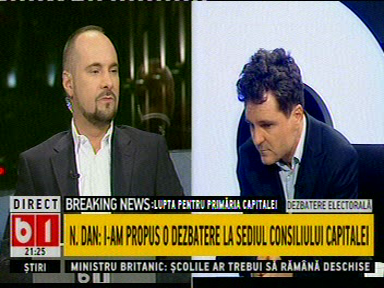 DIRECT
BREAKING NEWS: LUPTA PENTRU PRIMĂRIA CAPITALEI
DEZBATERE ELECTORALĂ
b1
21:25
N. DAN: I-AM PROPUS O DEZBATERE LA SEDIUL CONSILIULUI CAPITALEI
ȘTIRI
MINISTRU BRITANIC: ȘCOLILE AR TREBUI SĂ RĂMÂNĂ DESCHISE